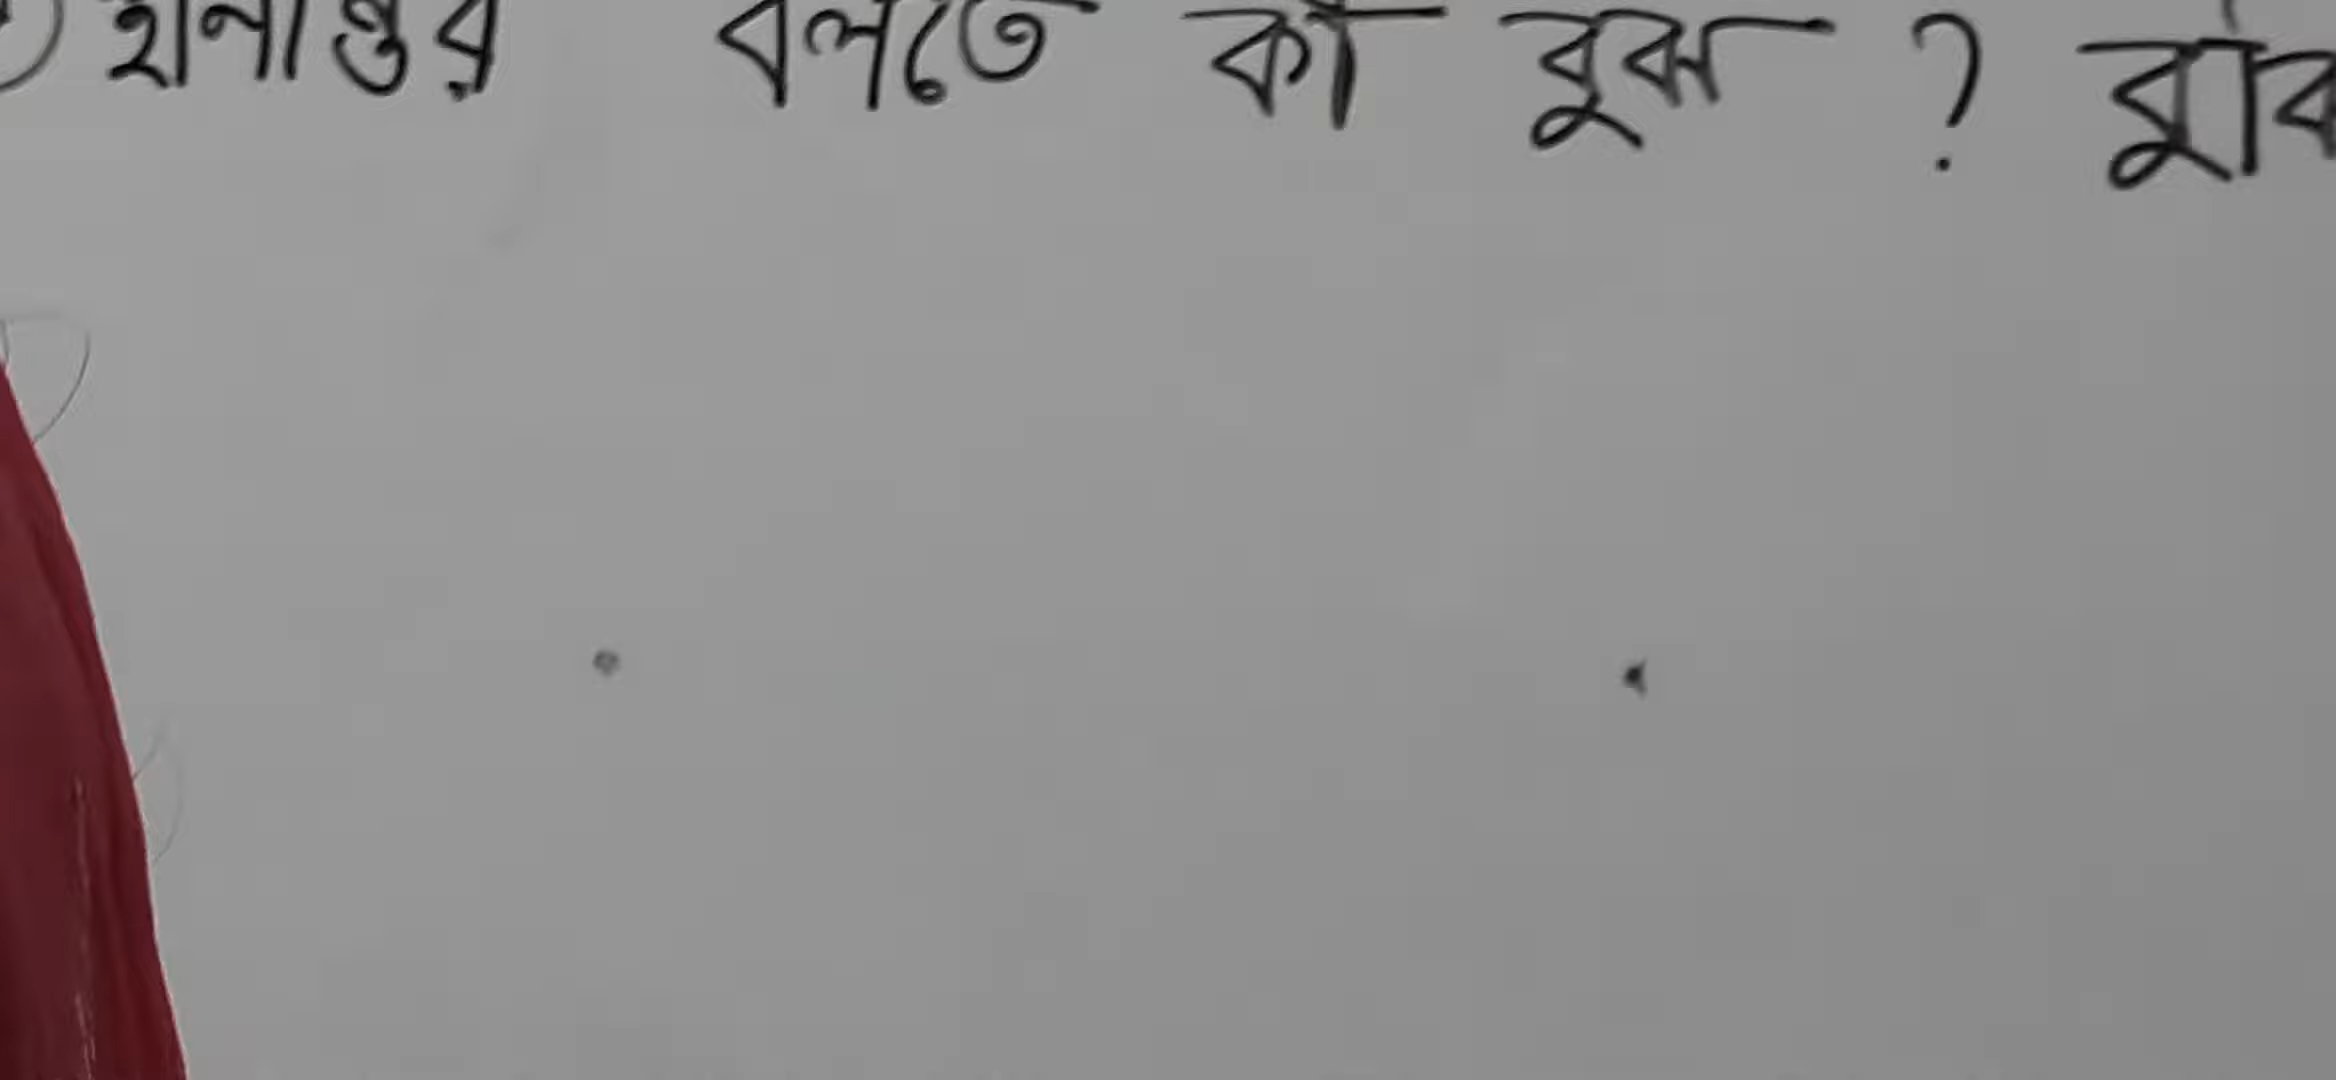 স্থানান্তর বলতে কী বুঝ ?